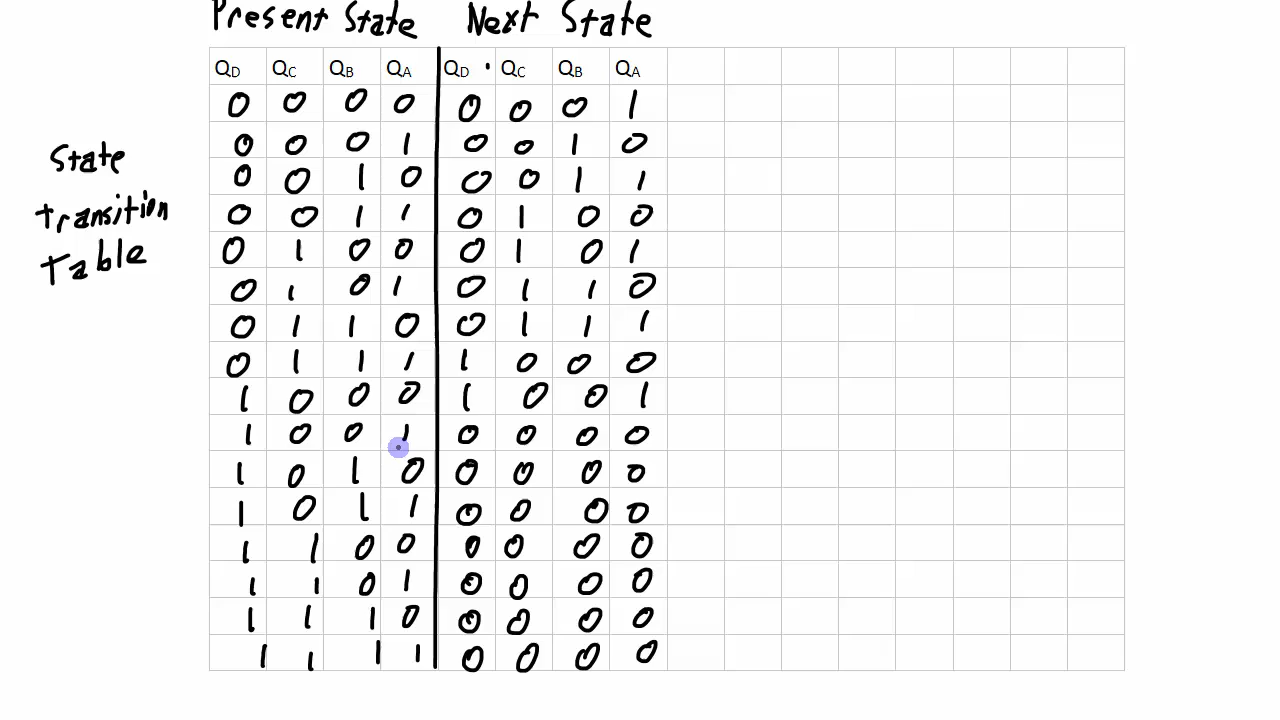 Present State Next State
QD QC QB QA QD · QC QB QA
0 0 0 0 0 0 0 1
0 0 0 1 0 0 1 0
0 0 1 0 0 0 1 1
0 0 1 1 0 1 0 0
0 1 0 0 0 1 0 1
0 1 0 1 0 1 1 0
0 1 1 0 0 1 1 1
0 1 1 1 1 0 0 0
1 0 0 0 1 0 0 1
1 0 0 1 0 0 0 0
1 0 1 0 0 0 0 0
1 0 1 1 0 0 0 0
1 1 0 0 0 0 0 0
1 1 0 1 0 0 0 0
1 1 1 0 0 0 0 0
1 1 1 1 0 0 0 0
State
transition
Table